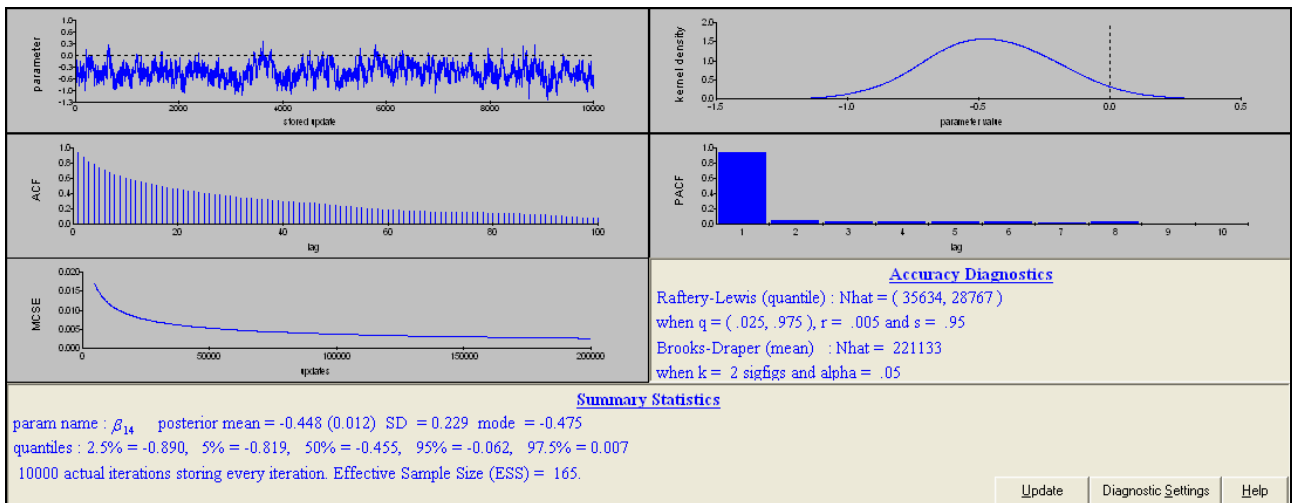 parameter
1.0
0.6
0.3
0.0
-0.3
-0.6
-1.0
-1.3
0
2000
4000
6000
8000
10000
stored update
kernel density
2.0
1.5
1.0
0.5
0.0
-1.5
-1.0
-0.5
0.0
0.5
parameter value
ACF
1.0
0.8
0.6
0.4
0.2
0.0
0
20
40
60
80
100
lag
PACF
1.0
0.8
0.6
0.4
0.2
0.0
1
2
3
4
5
6
7
8
9
10
lag
MCSE
0.020
0.015
0.010
0.005
0.000
0
50000
100000
150000
200000
updates
Accuracy Diagnostics
Raftery-Lewis (quantile) : Nhat = ( 35634, 28767 )
when q = ( .025, .975 ), r = .005 and s = .95
Brooks-Draper (mean) : Nhat = 221133
when k = 2 sigfigs and alpha = .05
Summary Statistics
param name : β14 posterior mean = -0.448 (0.012) SD = 0.229 mode = -0.475
quantiles : 2.5% = -0.890, 5% = -0.819, 50% = -0.455, 95% = -0.062, 97.5% = 0.007
10000 actual iterations storing every iteration. Effective Sample Size (ESS) = 165.
Update
Diagnostic Settings
Help